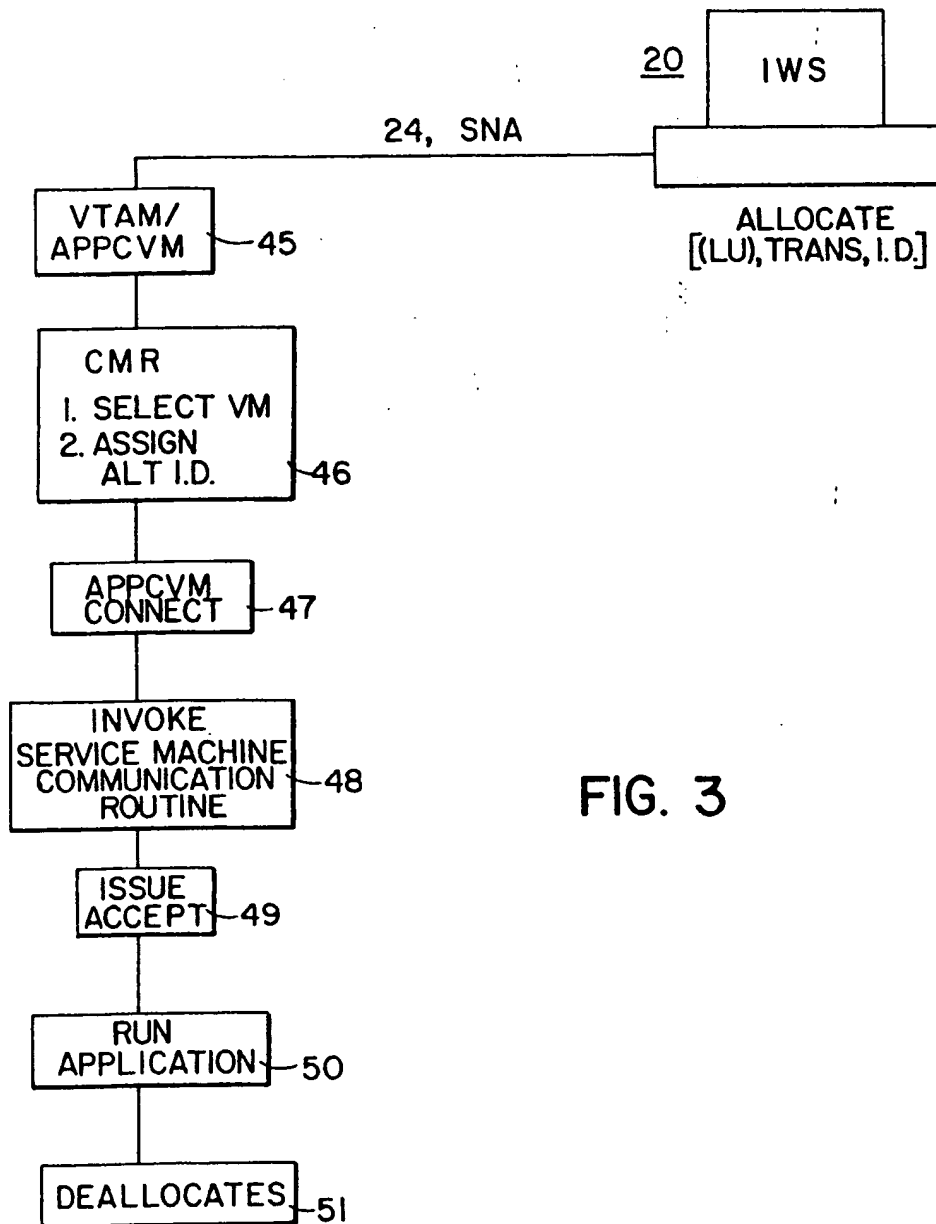 20
IWS
24, SNA
ALLOCATE
[(LU), TRANS, I.D.]
VTAM/
APPCVM
45
CMR
1. SELECT VM
2. ASSIGN
ALT I.D.
46
APPCVM
CONNECT
47
INVOKE
SERVICE MACHINE
COMMUNICATION
ROUTINE
48
FIG. 3
ISSUE
ACCEPT
49
RUN
APPLICATION
50
DEALLOCATES
51